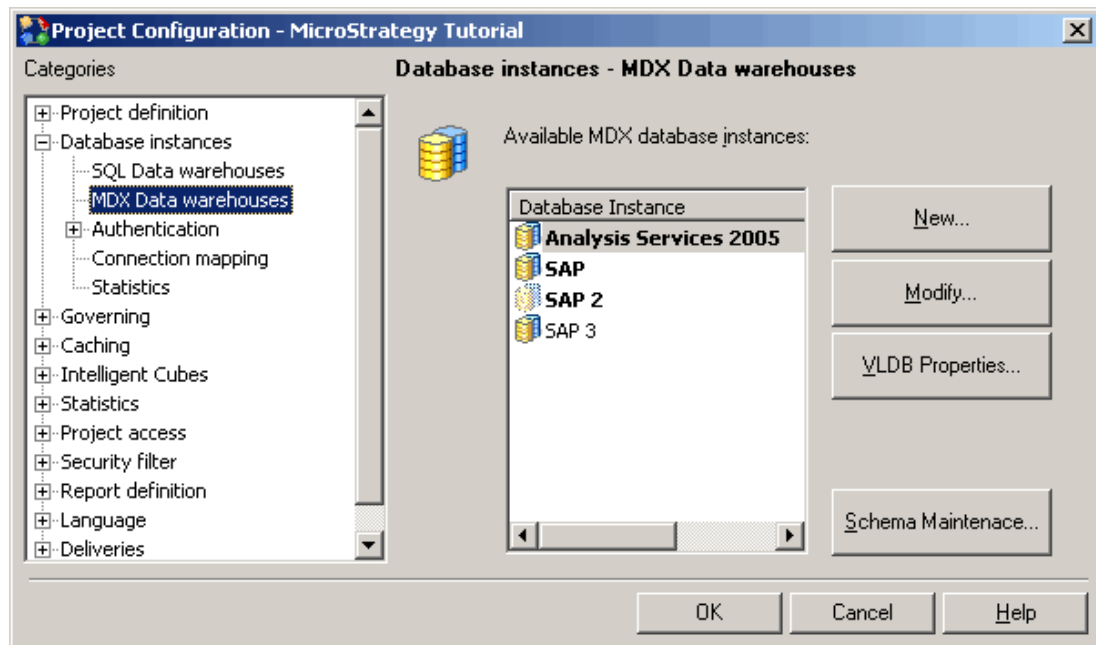 Project Configuration - MicroStrategy Tutorial
Categories
Database instances - MDX Data warehouses
Project definition
Database instances
SQL Data warehouses
MDX Data warehouses
Authentication
Connection mapping
Statistics
Governing
Caching
Intelligent Cubes
Statistics
Project access
Security filter
Report definition
Language
Deliveries
Available MDX database instances:
Database Instance
Analysis Services 2005
SAP
SAP 2
SAP 3
New...
Modify...
VLDB Properties...
Schema Maintenace...
OK
Cancel
Help